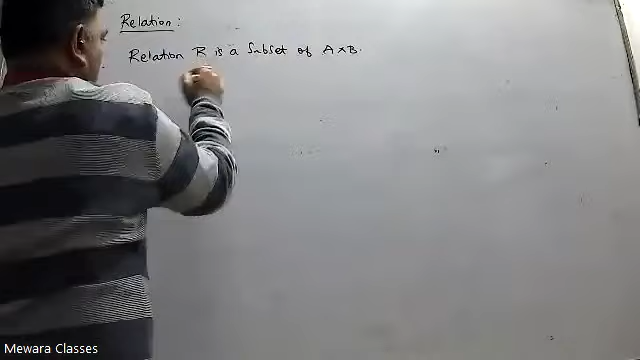 Relation :
Relation R is a subset of A×B.
Mewara Classes